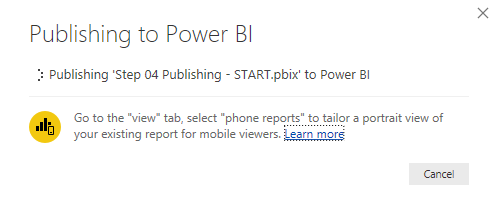 Publishing to Power BI
Publishing 'Step 04 Publishing - START.pbix' to Power BI
Go to the "view" tab, select "phone reports" to tailor a portrait view of
your existing report for mobile viewers. Learn more
Cancel